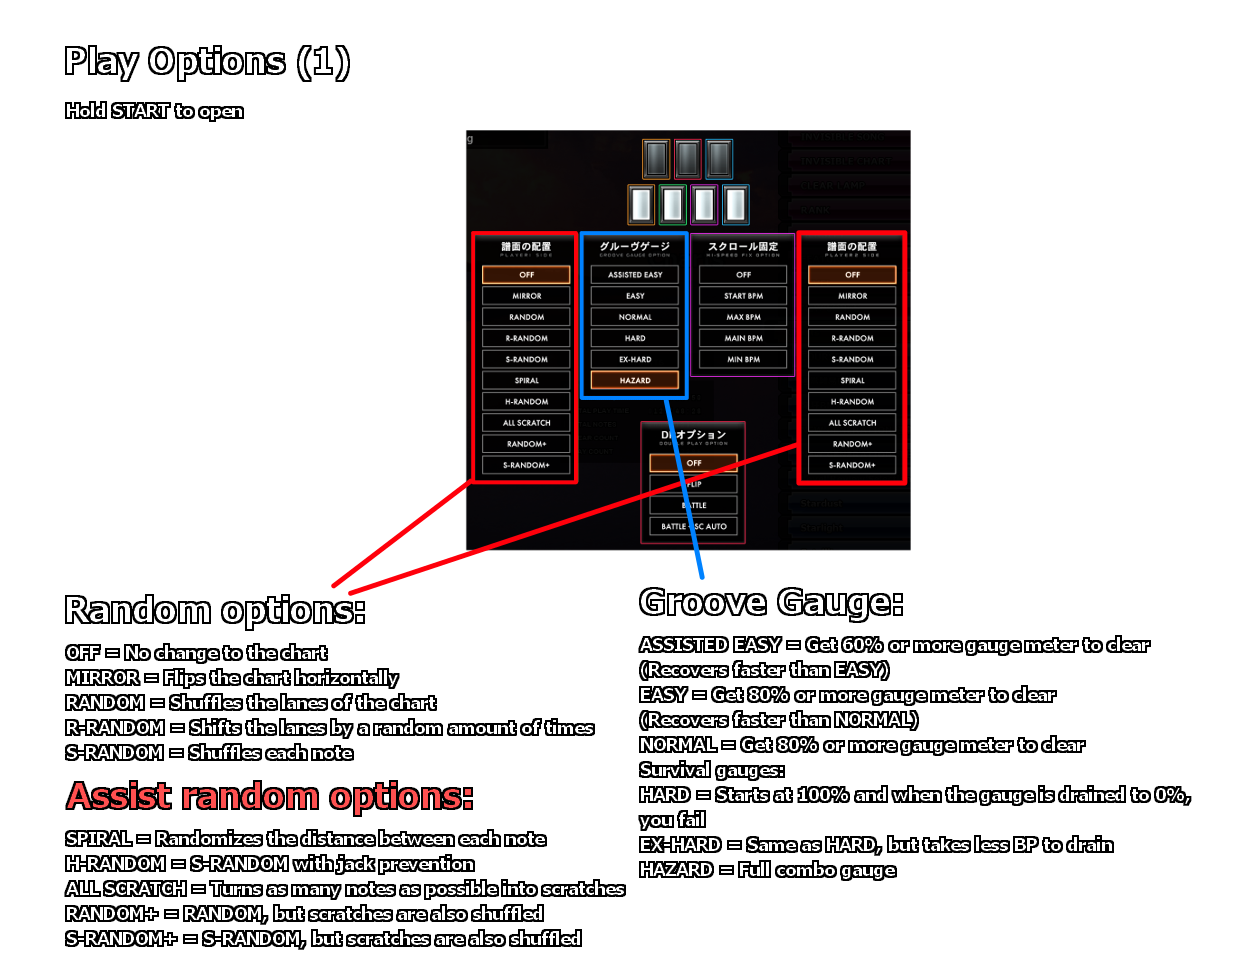 Play Options (1)
Hold START to open
g
譜面の配置
PLAYER1 SIDE
OFF
MIRROR
RANDOM
R-RANDOM
S-RANDOM
SPIRAL
H-RANDOM
ALL SCRATCH
RANDOM+
S-RANDOM+
グルーヴゲージ
GROOVE GAUGE OPTION
ASSISTED EASY
EASY
NORMAL
HARD
EX-HARD
HAZARD
スクロール固定
HI-SPEED FIX OPTION
OFF
START BPM
MAX BPM
MAIN BPM
MIN BPM
譜面の配置
PLAYER2 SIDE
OFF
MIRROR
RANDOM
R-RANDOM
S-RANDOM
SPIRAL
H-RANDOM
ALL SCRATCH
RANDOM+
S-RANDOM+
DPオプション
DOUBLE PLAY OPTION
OFF
FLIP
BATTLE
BATTLE SC AUTO
Random options:
OFF = No change to the chart
MIRROR = Flips the chart horizontally
RANDOM = Shuffles the lanes of the chart
R-RANDOM = Shifts the lanes by a random amount of times
S-RANDOM = Shuffles each note
Assist random options:
SPIRAL = Randomizes the distance between each note
H-RANDOM = S-RANDOM with jack prevention
ALL SCRATCH = Turns as many notes as possible into scratches
RANDOM+ = RANDOM, but scratches are also shuffled
S-RANDOM+ = S-RANDOM, but scratches are also shuffled
Groove Gauge:
ASSISTED EASY = Get 60% or more gauge meter to clear
(Recovers faster than EASY)
EASY = Get 80% or more gauge meter to clear
(Recovers faster than NORMAL)
NORMAL = Get 80% or more gauge meter to clear
Survival gauges:
HARD = Starts at 100% and when the gauge is drained to 0%,
you fail
EX-HARD = Same as HARD, but takes less BP to drain
HAZARD = Full combo gauge